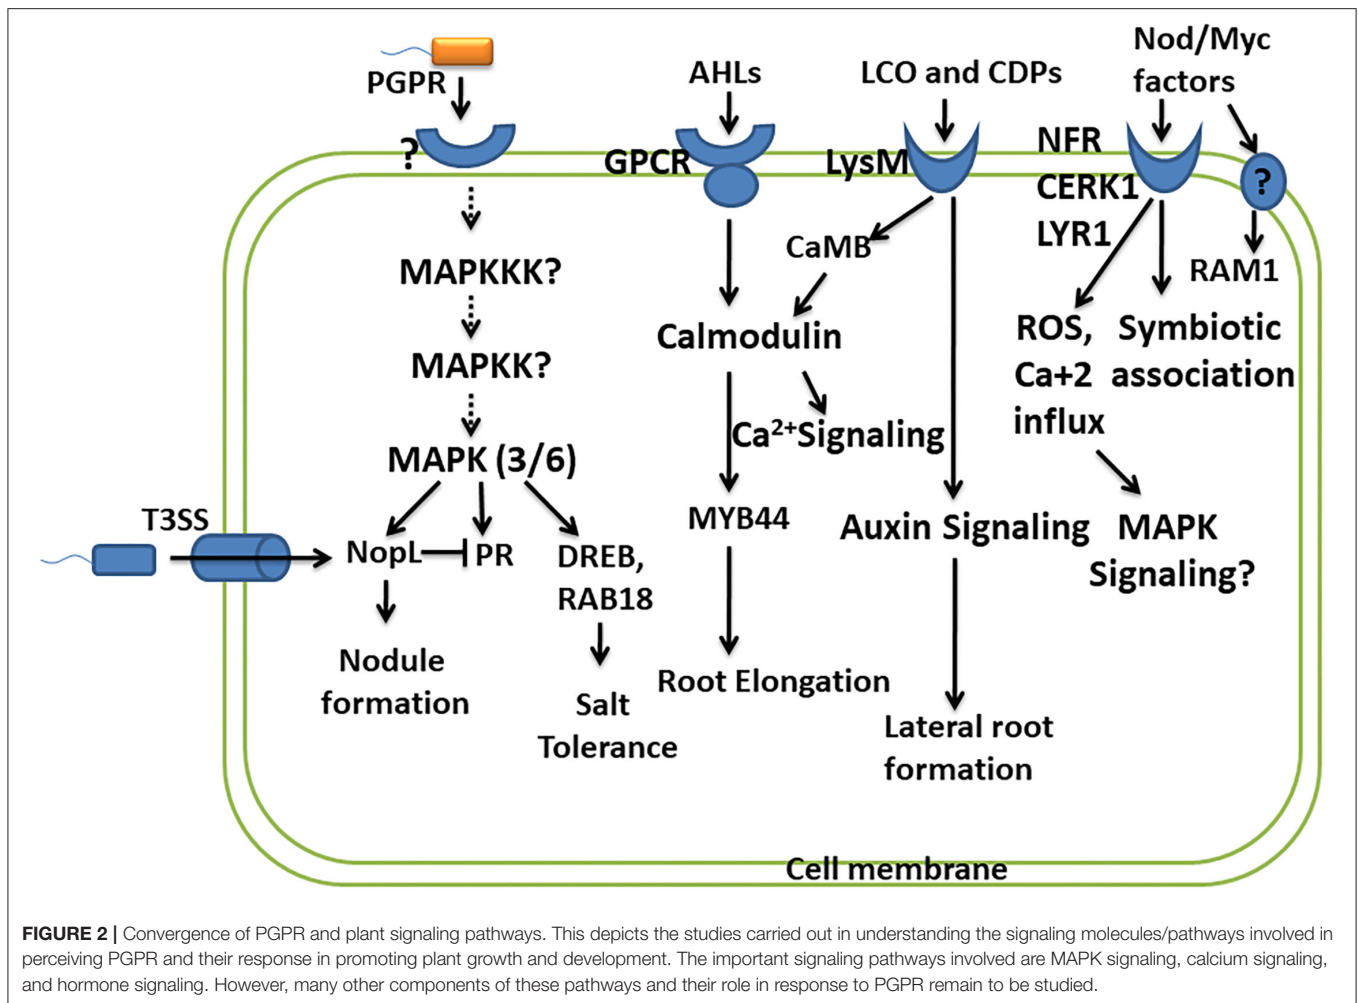 PGPR
?
MAPKKK?
MAPKK?
MAPK (3/6)
T3SS
NopL
PR
DREB,
RAB18
Nodule
formation
Salt
Tolerance
AHLs
GPCR
Calmodulin
Ca²⁺Signaling
MYB44
Root Elongation
LCO and CDPs
LysM
CaMB
Auxin Signaling
Lateral root
formation
Nod/Myc
factors
NFR
CERK1
LYR1
?
RAM1
ROS,
Ca+2
influx
Symbiotic
association
MAPK
Signaling?
Cell membrane
FIGURE 2 | Convergence of PGPR and plant signaling pathways. This depicts the studies carried out in understanding the signaling molecules/pathways involved in
perceiving PGPR and their response in promoting plant growth and development. The important signaling pathways involved are MAPK signaling, calcium signaling,
and hormone signaling. However, many other components of these pathways and their role in response to PGPR remain to be studied.